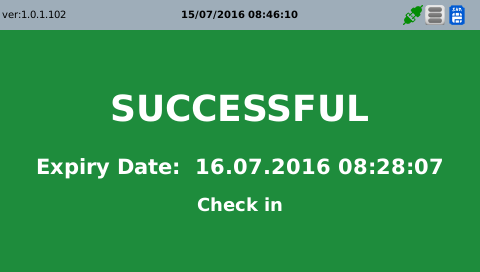 ver:1.0.1.102 15/07/2016 08:46:10
SUCCESSFUL
Expiry Date: 16.07.2016 08:28:07
Check in